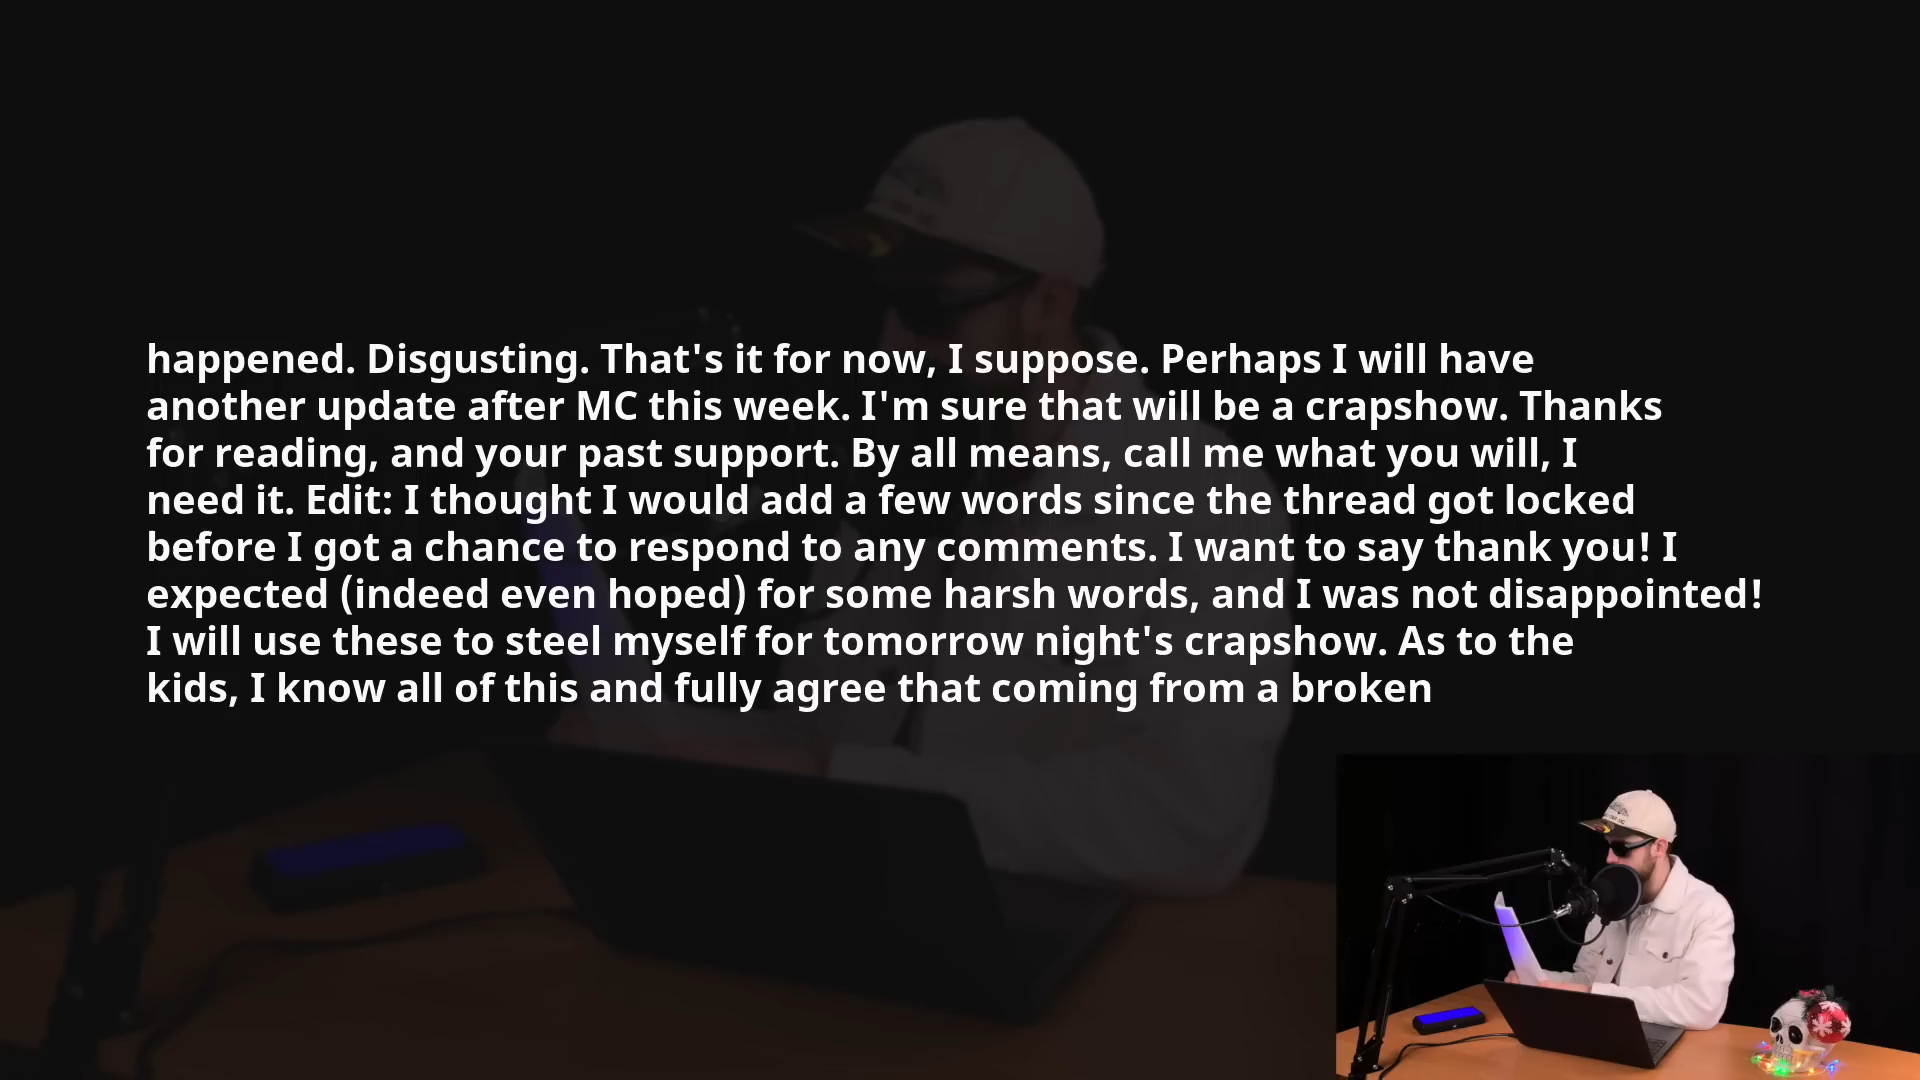 happened. Disgusting. That's it for now, I suppose. Perhaps I will have
another update after MC this week. I'm sure that will be a crapshow. Thanks
for reading, and your past support. By all means, call me what you will, I
need it. Edit: I thought I would add a few words since the thread got locked
before I got a chance to respond to any comments. I want to say thank you! I
expected (indeed even hoped) for some harsh words, and I was not disappointed!
I will use these to steel myself for tomorrow night's crapshow. As to the
kids, I know all of this and fully agree that coming from a broken